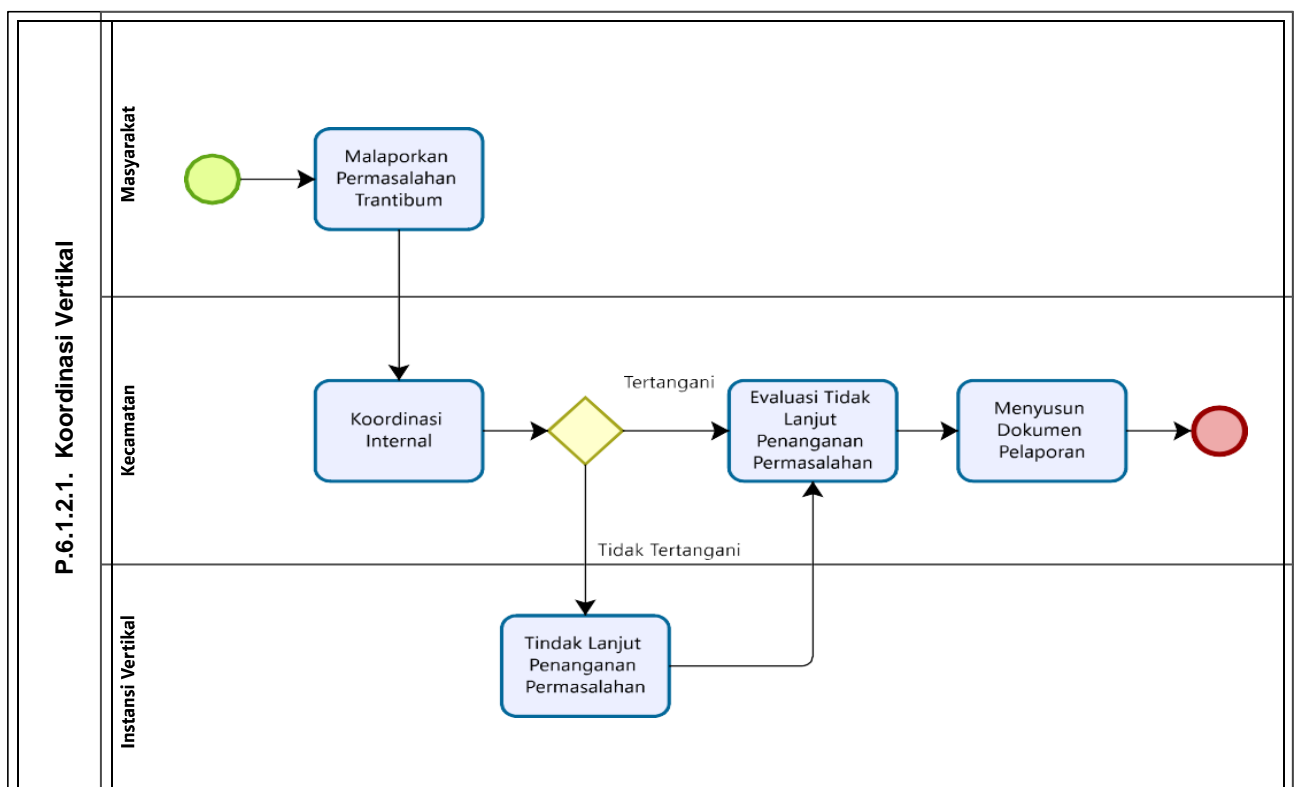 P.6.1.2.1. Koordinasi Vertikal
Masyarakat
Malaporkan
Permasalahan
Trantibum
Kecamatan
Koordinasi
Internal
Tertangani
Evaluasi Tidak
Lanjut
Penanganan
Permasalahan
Menyusun
Dokumen
Pelaporan
Tidak Tertangani
Instansi Vertikal
Tindak Lanjut
Penanganan
Permasalahan